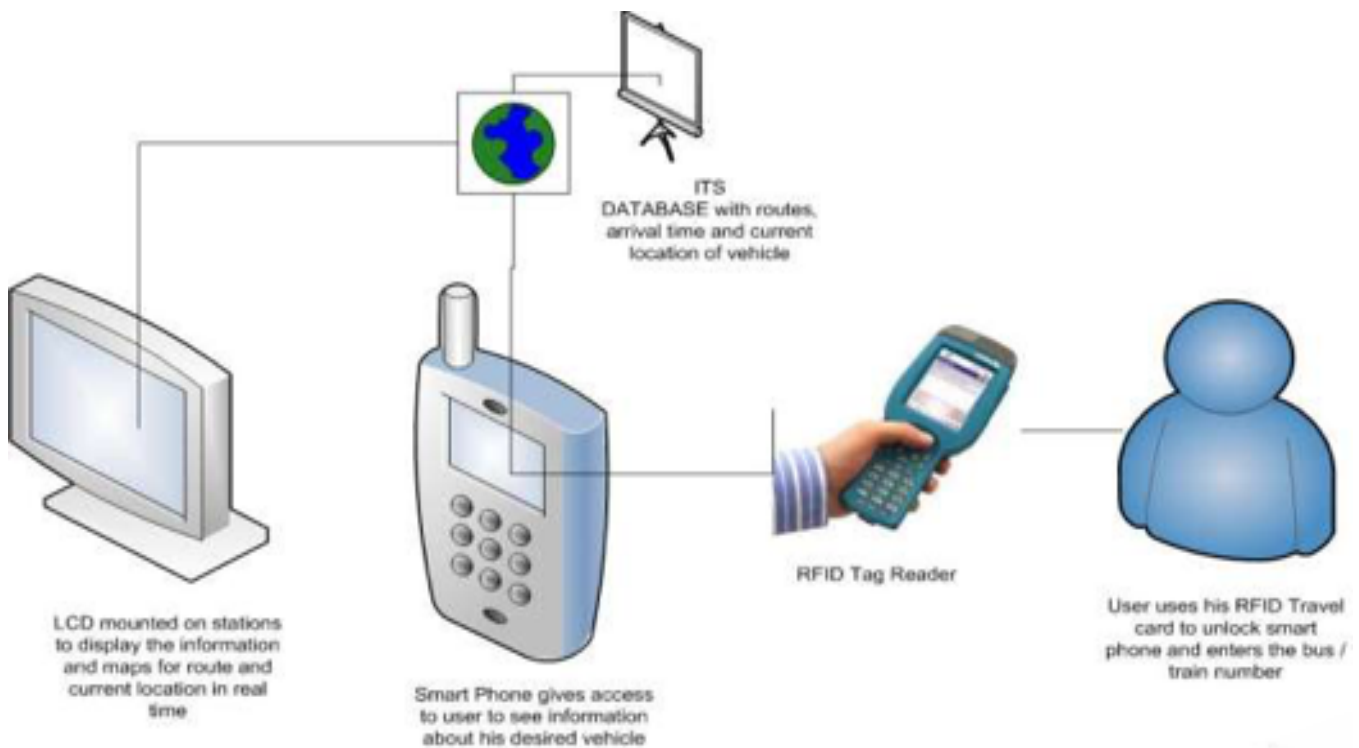 ITS
DATABASE with routes,
arrival time and current
location of vehicle
LCD mounted on stations
to display the information
and maps for route and
current location in real
time
Smart Phone gives access
to user to see information
about his desired vehicle
RFID Tag Reader
User uses his RFID Travel
card to unlock smart
phone and enters the bus /
train number